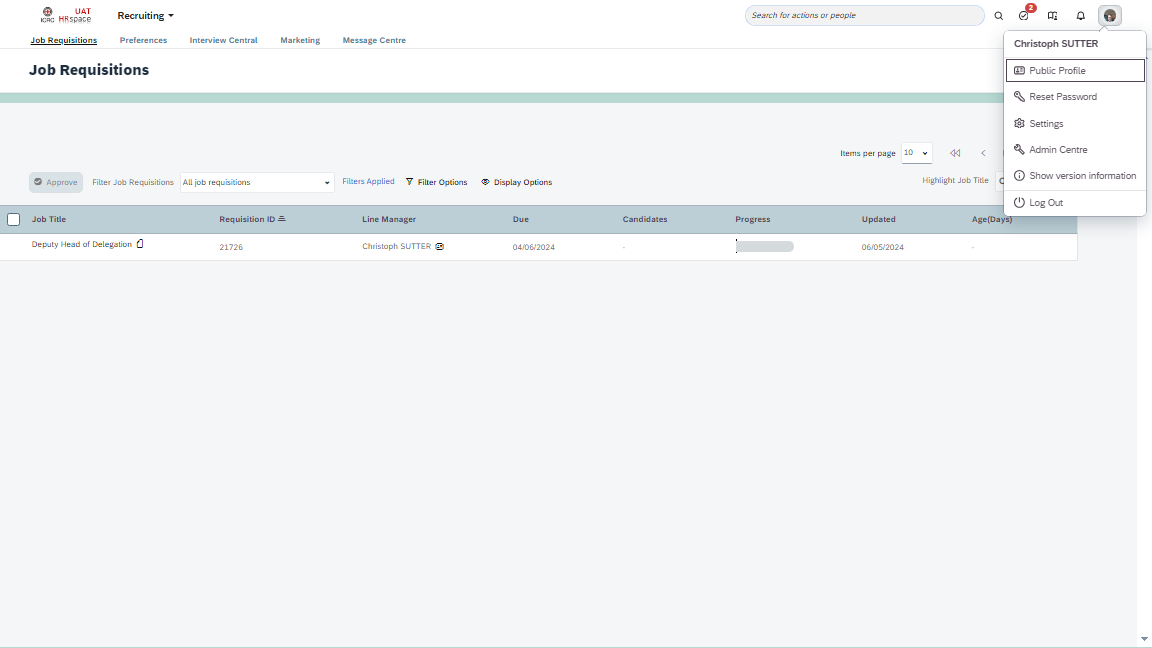 ICRC
UAT
HRspace
Recruiting
Search for actions or people
2
Job Requisitions
Preferences
Interview Central
Marketing
Message Centre
Christoph SUTTER
Public Profile
Reset Password
Settings
Admin Centre
Show version information
Log Out
Job Requisitions
Items per page
10
Approve
Filter Job Requisitions
All job requisitions
Filters Applied
Filter Options
Display Options
Highlight Job Title
Job Title
Requisition ID
Line Manager
Due
Candidates
Progress
Updated
Age(Days)
Deputy Head of Delegation
21726
Christoph SUTTER
04/06/2024
-
06/05/2024
-